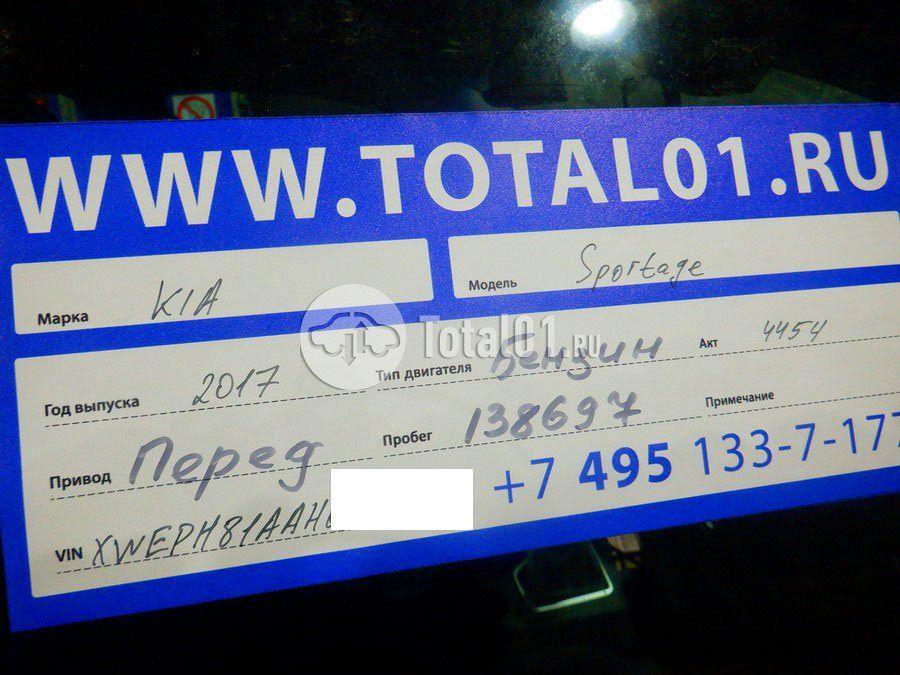 WWW.TOTAL01.RU
Марка KIA Модель Sportage
Total01.RU
Год выпуска 2017 Тип двигателя Бензин Акт 4454
Привод Перед Пробег 138697 Примечание
VIN XWEPH81AAH +7 495 133-7-177